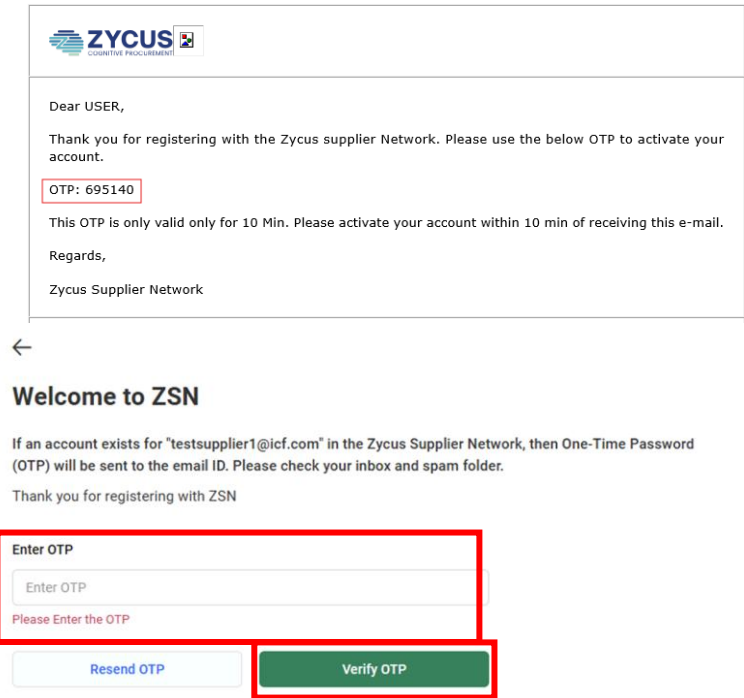 ZYCUS
COGNITIVE PROCUREMENT
Dear USER,
Thank you for registering with the Zycus supplier Network. Please use the below OTP to activate your
account.
OTP: 695140
This OTP is only valid only for 10 Min. Please activate your account within 10 min of receiving this e-mail.
Regards,
Zycus Supplier Network
Welcome to ZSN
If an account exists for "testsupplier1@icf.com" in the Zycus Supplier Network, then One-Time Password
(OTP) will be sent to the email ID. Please check your inbox and spam folder.
Thank you for registering with ZSN
Enter OTP
Enter OTP
Please Enter the OTP
Resend OTP
Verify OTP